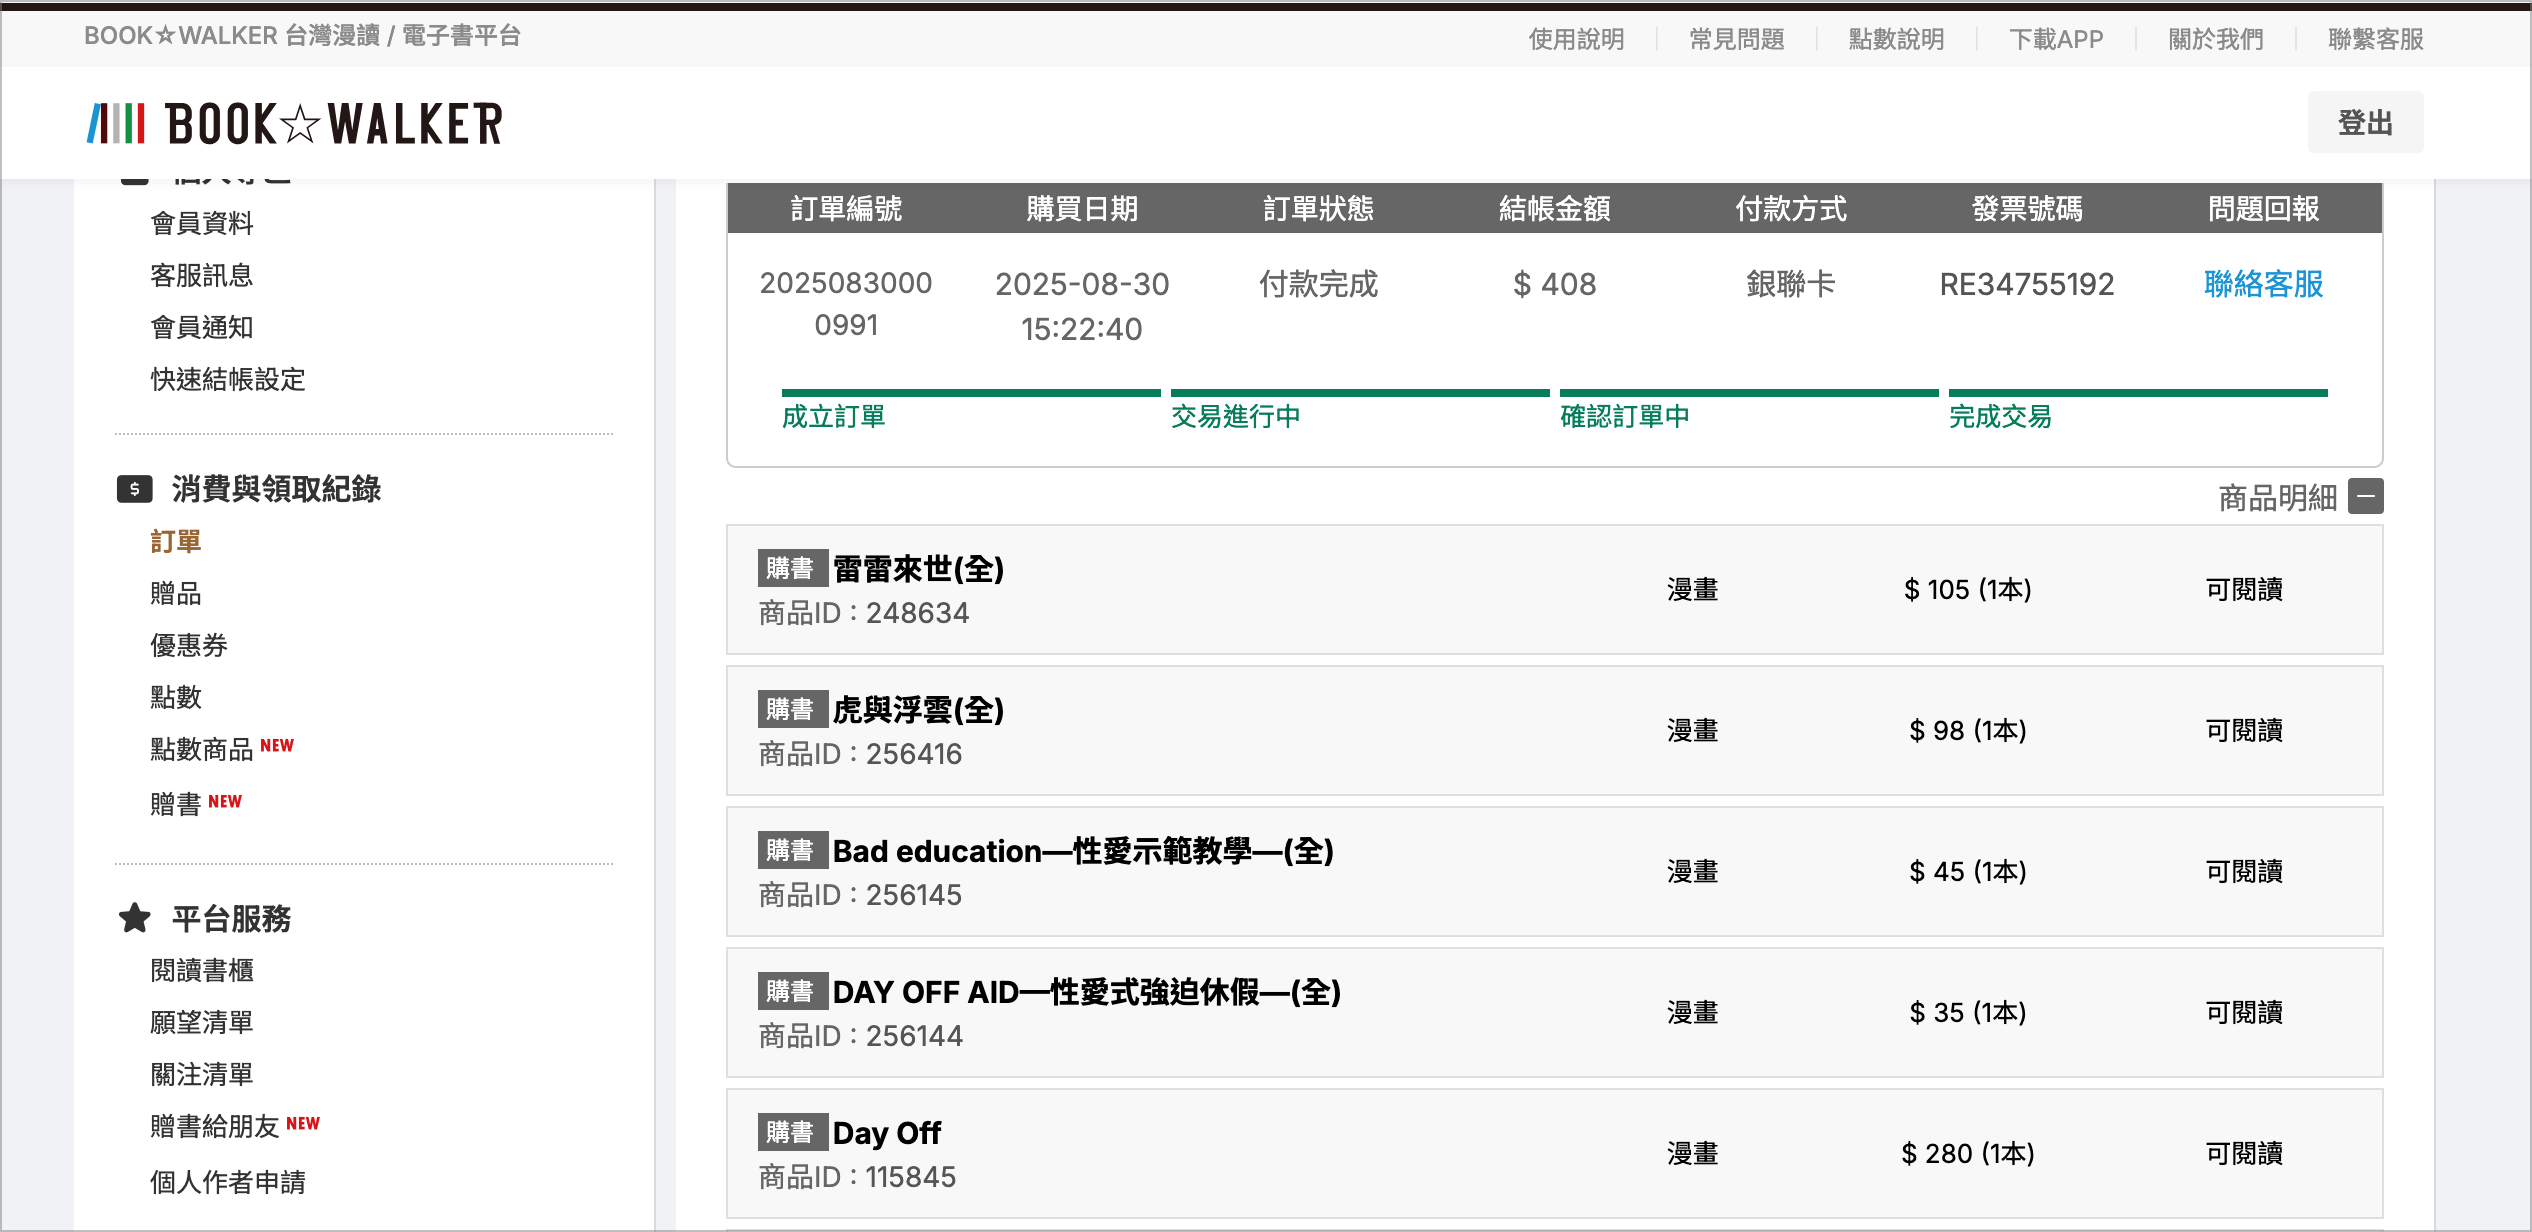 BOOK☆WALKER 台灣漫讀 / 電子書平台
使用說明
常見問題
點數說明
下載APP
關於我們
聯繫客服
BOOK☆WALKER
登出
會員資料
客服訊息
會員通知
快速結帳設定
消費與領取紀錄
訂單
贈品
優惠券
點數
點數商品 NEW
贈書 NEW
平台服務
閱讀書櫃
願望清單
關注清單
贈書給朋友 NEW
個人作者申請
訂單編號 購買日期 訂單狀態 結帳金額 付款方式 發票號碼 問題回報
2025083000 2025-08-30 付款完成 $ 408 銀聯卡 RE34755192 聯絡客服
0991 15:22:40
成立訂單 交易進行中 確認訂單中 完成交易
商品明細
購書 雷雷來世(全)
商品ID : 248634
漫畫 $ 105 (1本) 可閱讀
購書 虎與浮雲(全)
商品ID : 256416
漫畫 $ 98 (1本) 可閱讀
購書 Bad education—性愛示範教學—(全)
商品ID : 256145
漫畫 $ 45 (1本) 可閱讀
購書 DAY OFF AID—性愛式強迫休假—(全)
商品ID : 256144
漫畫 $ 35 (1本) 可閱讀
購書 Day Off
商品ID : 115845
漫畫 $ 280 (1本) 可閱讀